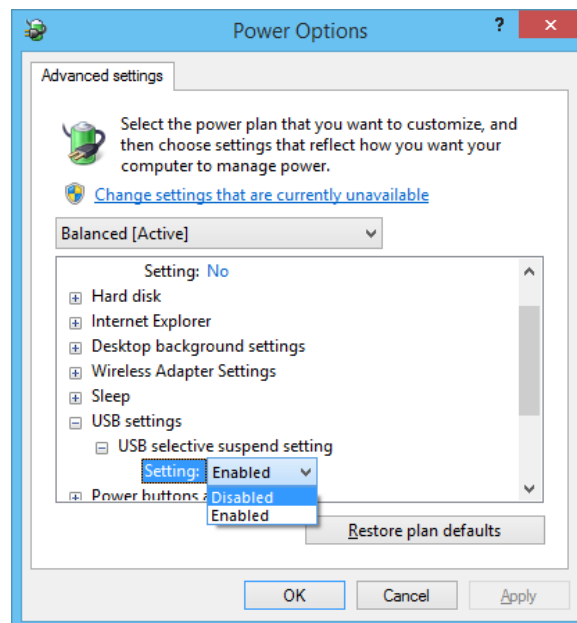 Power Options
?
Advanced settings
Select the power plan that you want to customize, and
then choose settings that reflect how you want your
computer to manage power.
Change settings that are currently unavailable
Balanced [Active]
Setting: No
Hard disk
Internet Explorer
Desktop background settings
Wireless Adapter Settings
Sleep
USB settings
USB selective suspend setting
Setting: Enabled
Power buttons
Disabled
Enabled
Restore plan defaults
OK Cancel Apply